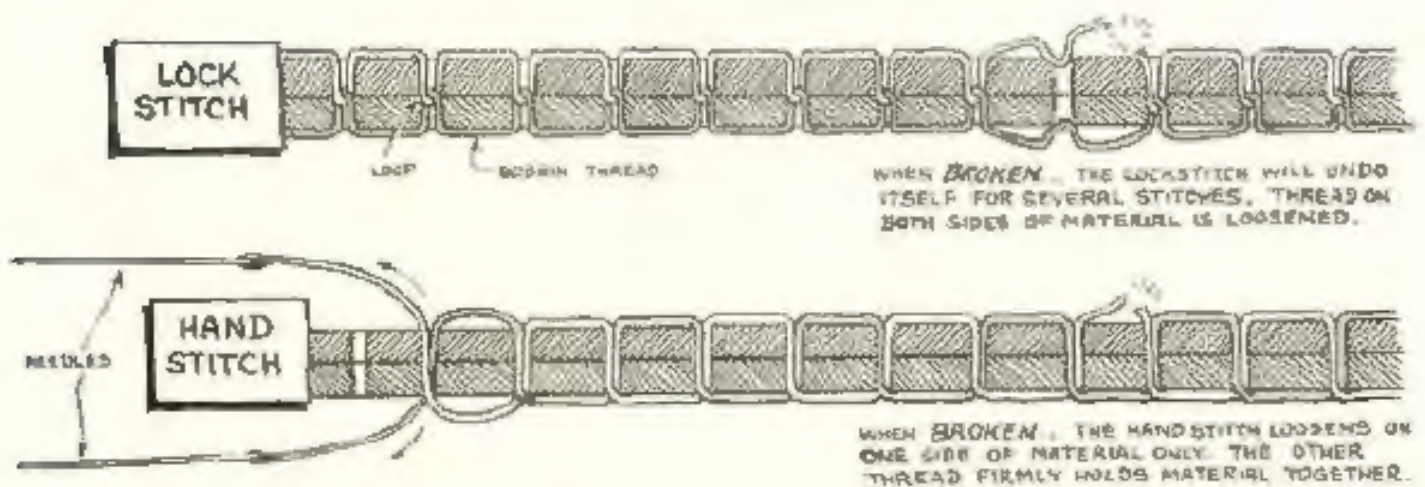 LOCK
STITCH
LOOP
BOBBIN THREAD
WHEN BROKEN... THE LOCKSTITCH WILL UNDO
ITSELF FOR SEVERAL STITCHES. THREAD ON
BOTH SIDES OF MATERIAL IS LOOSENED.
NEEDLES
HAND
STITCH
WHEN BROKEN... THE HAND STITCH LOOSENS ON
ONE SIDE OF MATERIAL ONLY. THE OTHER
THREAD FIRMLY HOLDS MATERIAL TOGETHER.